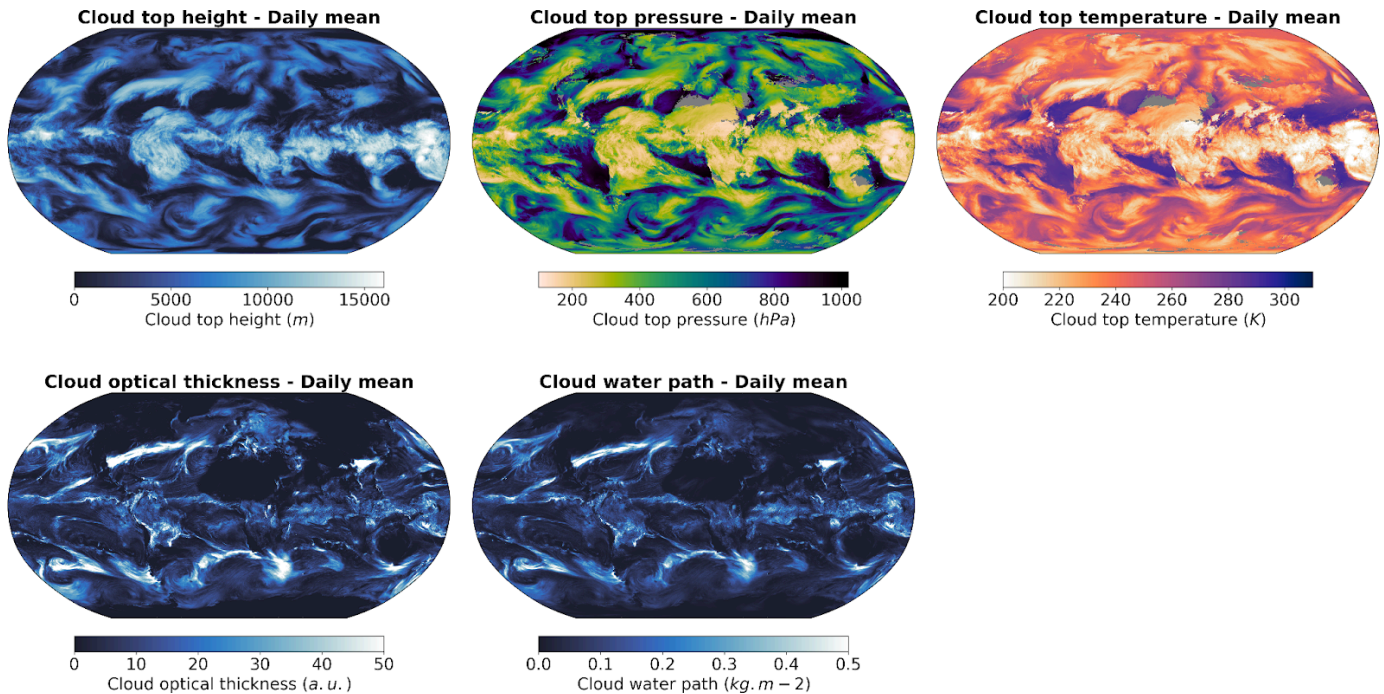 Cloud top height - Daily mean
0 5000 10000 15000
Cloud top height (m)
Cloud top pressure - Daily mean
200 400 600 800 1000
Cloud top pressure (hPa)
Cloud top temperature - Daily mean
200 220 240 260 280 300
Cloud top temperature (K)
Cloud optical thickness - Daily mean
0 10 20 30 40 50
Cloud optical thickness (a.u.)
Cloud water path - Daily mean
0.0 0.1 0.2 0.3 0.4 0.5
Cloud water path (kg.m − 2)